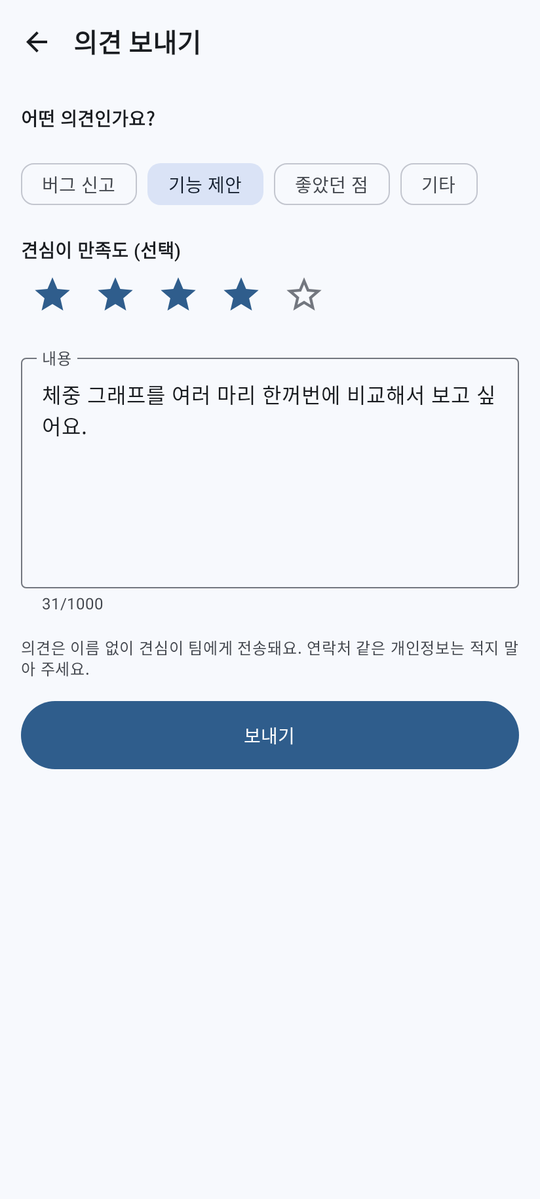 의견 보내기
어떤 의견인가요?
버그 신고
기능 제안
좋았던 점
기타
견심이 만족도 (선택)
내용
체중 그래프를 여러 마리 한꺼번에 비교해서 보고 싶
어요.
31/1000
의견은 이름 없이 견심이 팀에게 전송돼요. 연락처 같은 개인정보는 적지 말
아 주세요.
보내기